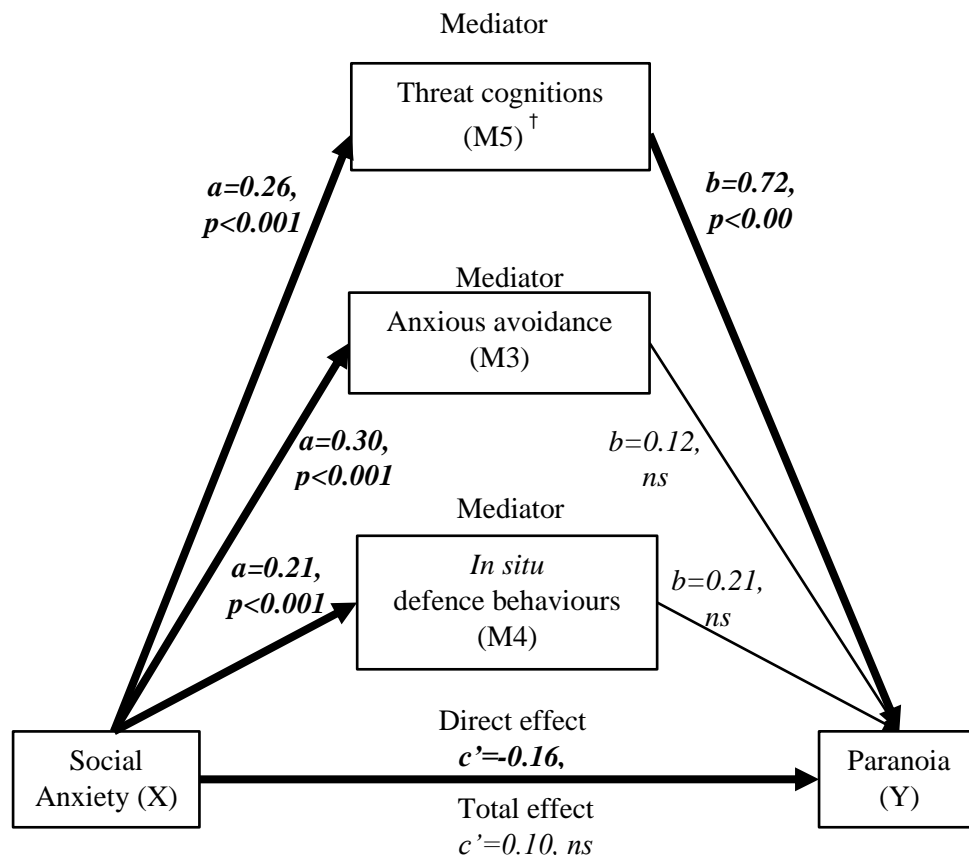 Mediator
Threat cognitions
(M5) †
a=0.26,
p<0.001
b=0.72,
p<0.00
Mediator
Anxious avoidance
(M3)
a=0.30,
p<0.001
b=0.12,
ns
Mediator
In situ
defence behaviours
(M4)
a=0.21,
p<0.001
b=0.21,
ns
Social
Anxiety (X)
Direct effect
c’=-0.16,
Total effect
c’=0.10, ns
Paranoia
(Y)